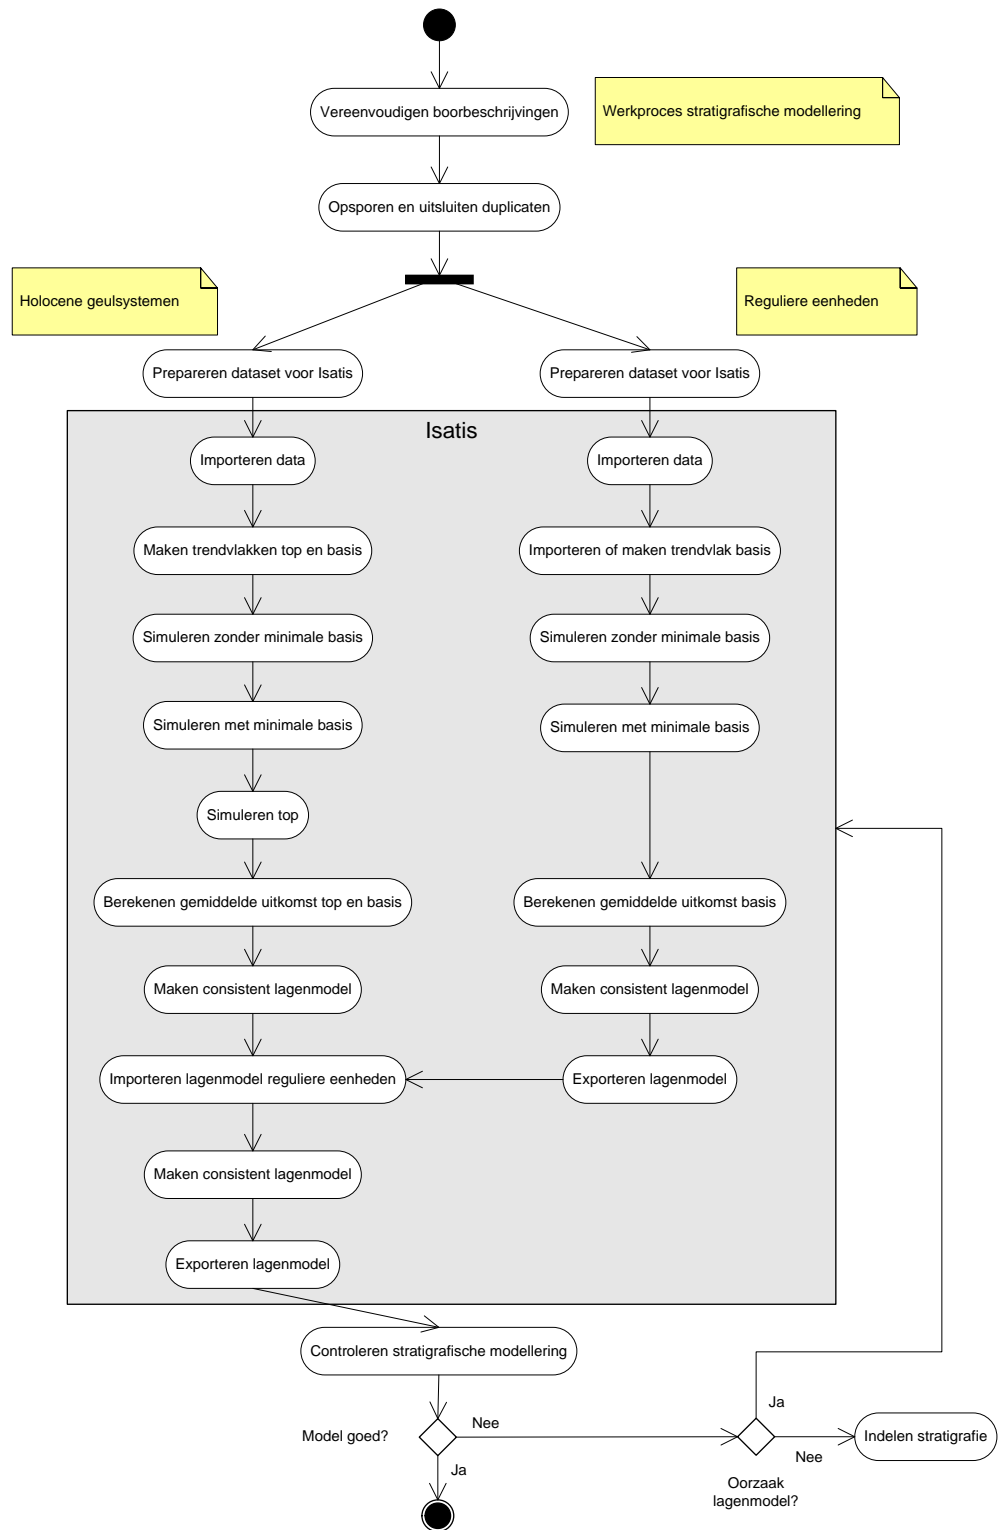 Vereenvoudigen boorbeschrijvingen
Werkproces stratigrafische modellering
Opsporen en uitsluiten duplicaten
Holocene geulsystemen
Reguliere eenheden
Prepareren dataset voor Isatis
Prepareren dataset voor Isatis
Isatis
Importeren data
Importeren data
Maken trendvlakken top en basis
Importeren of maken trendvlak basis
Simuleren zonder minimale basis
Simuleren zonder minimale basis
Simuleren met minimale basis
Simuleren met minimale basis
Simuleren top
Berekenen gemiddelde uitkomst top en basis
Berekenen gemiddelde uitkomst basis
Maken consistent lagenmodel
Maken consistent lagenmodel
Importeren lagenmodel reguliere eenheden
Exporteren lagenmodel
Maken consistent lagenmodel
Exporteren lagenmodel
Controleren stratigrafische modellering
Ja
Model goed?
Nee
Indelen stratigrafie
Nee
Ja
Oorzaak
lagenmodel?